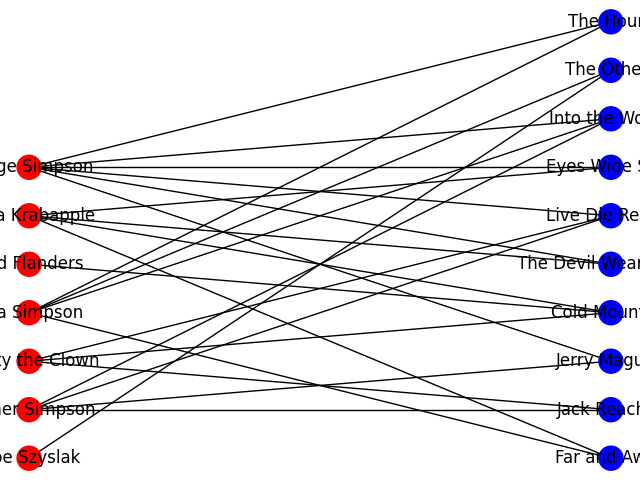 The Hour
The Othe
Into the Wo
ge Simpson
Eyes Wide S
a Krabapple
Live Die Re
d Flanders
The Devil Wear
a Simpson
Cold Mount
ty the Clown
Jerry Magu
er Simpson
Jack Reach
oe Szyslak
Far and Aw